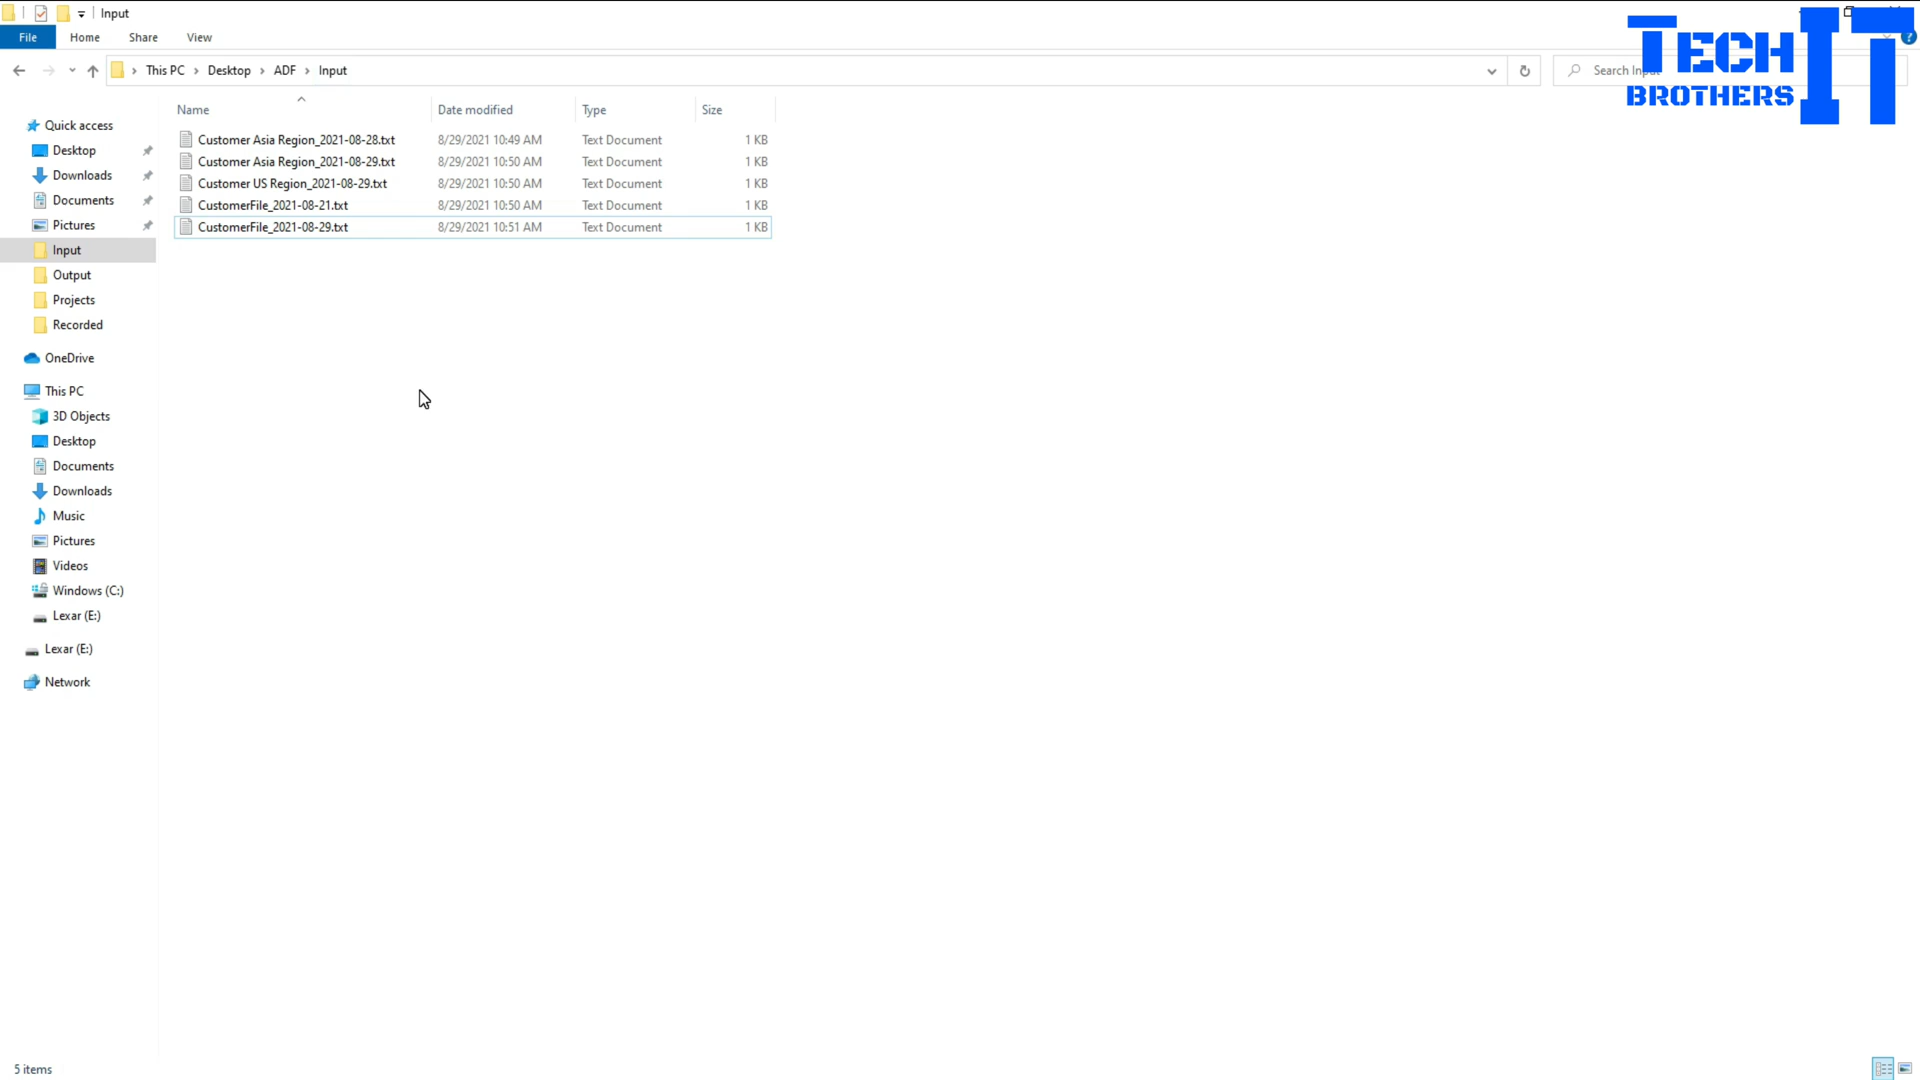 Input
File Home Share View
This PC Desktop ADF Input
Search
TECH IT
BROTHERS
Name Date modified Type Size
Customer Asia Region_2021-08-28.txt 8/29/2021 10:49 AM Text Document 1 KB
Customer Asia Region_2021-08-29.txt 8/29/2021 10:50 AM Text Document 1 KB
Customer US Region_2021-08-29.txt 8/29/2021 10:50 AM Text Document 1 KB
CustomerFile_2021-08-21.txt 8/29/2021 10:50 AM Text Document 1 KB
CustomerFile_2021-08-29.txt 8/29/2021 10:51 AM Text Document 1 KB
Quick access
Desktop
Downloads
Documents
Pictures
Input
Output
Projects
Recorded
OneDrive
This PC
3D Objects
Desktop
Documents
Downloads
Music
Pictures
Videos
Windows (C:)
Lexar (E:)
Lexar (E:)
Network
5 items